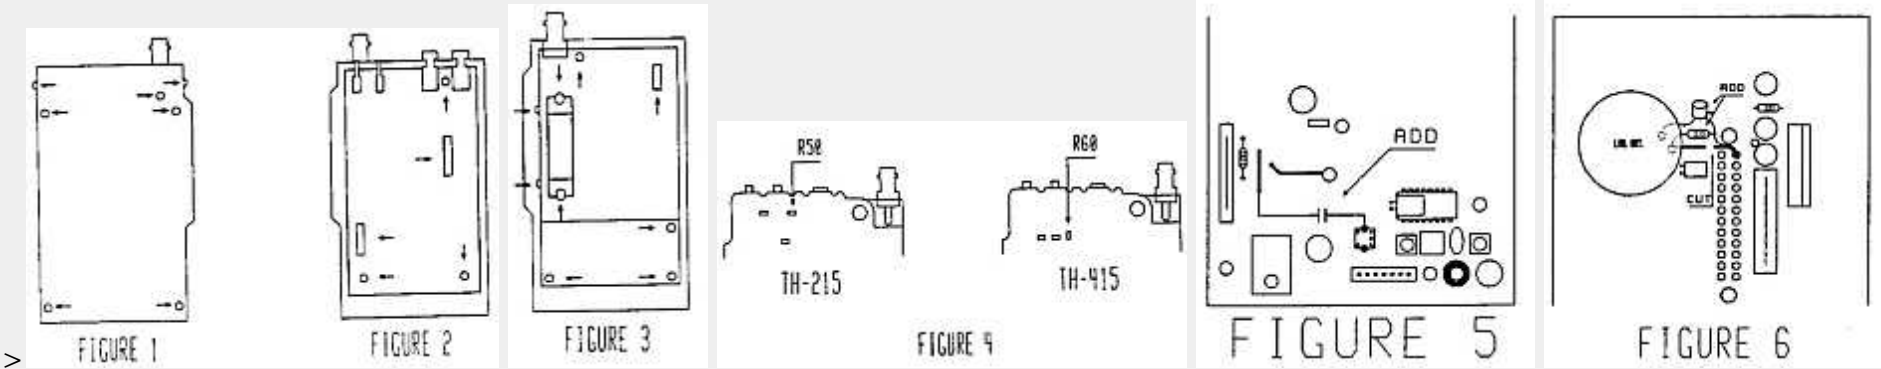 >
FIGURE 1
FIGURE 2
FIGURE 3
R50
TH-215
R60
TH-415
FIGURE 4
ADD
FIGURE 5
ADD
CUT
FIGURE 6